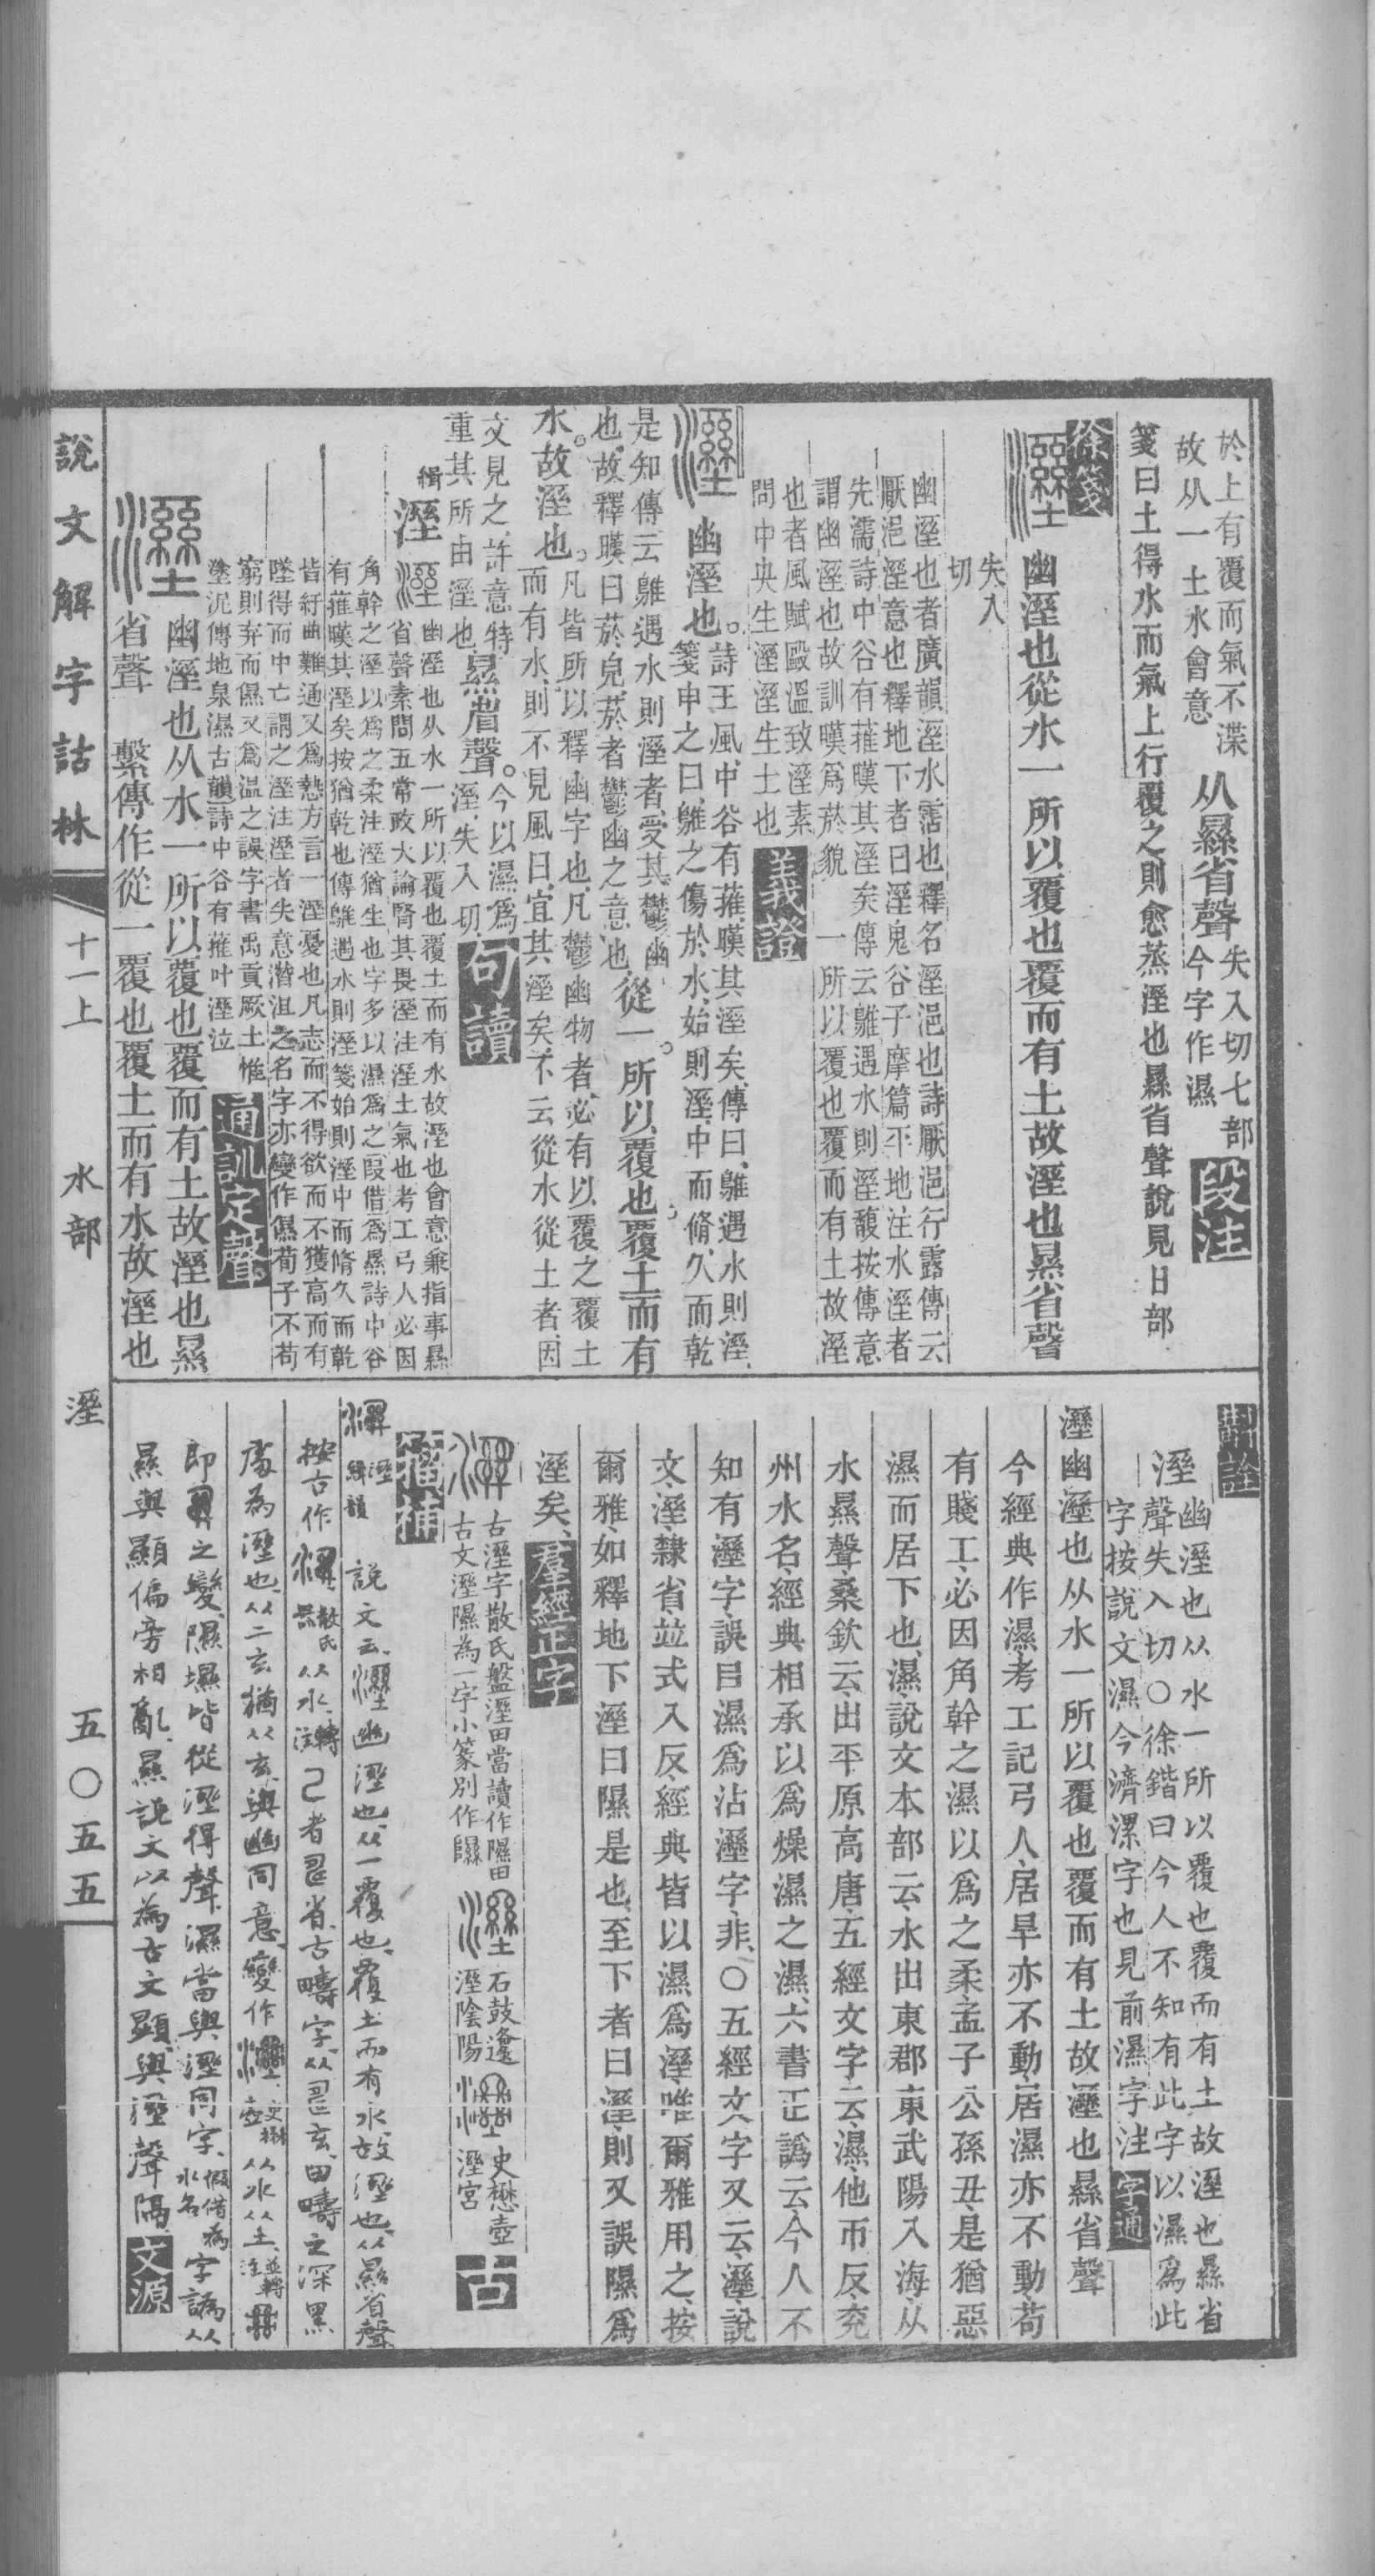 於上有覆而氣不渫
故从一土水會意
从㬎省聲
失入切七部
今字作濕
段注
箋曰土得水而氣上行覆之則愈蒸溼也㬎省聲說見日部
徐箋
幽溼也從水一所以覆也覆而有土故溼也㬎省聲
失入
切
幽溼也者廣韻溼水霑也釋名溼浥也詩厭浥行露傳云
厭浥溼意也釋地下者曰溼鬼谷子摩篇平地注水溼者
先濡詩中谷有蓷暵其溼矣傳云鵻遇水則溼馥按傳意
謂幽溼也故訓暵爲菸貌 一所以覆也覆而有土故溼
也者風賦毆溫致溼素
問中央生溼溼生土也
義證
幽溼也。
詩王風、中谷有蓷、暵其溼矣、傳曰、鵻遇水則溼、
箋申之曰、鵻之傷於水、始則溼、中而脩、久而乾、
是知傳云鵻遇水則溼者、受其鬱幽
也、故釋暵曰菸皃、菸者鬱幽之意也、
從一。所以覆也。覆土而有
水。故溼也。
凡皆所以釋幽字也、凡鬱幽物者、必有以覆之、覆土
而有水、則不見風日、宜其溼矣、不云從水從土者、因
文見之、許意特
重其所由溼也
㬎省聲。
今以濕爲
溼、失入切、
句讀
緝
溼
幽溼也从水一所以覆也覆土而有水故溼也會意兼指事㬎
省聲素問五常政大論腎其畏溼注溼土氣也考工弓人必因
角幹之溼以爲之柔注溼猶生也字多以濕爲之叚借爲㬎詩中谷
有蓷暵其溼矣按猶乾也傳鵻遇水則溼箋始則溼中而脩久而乾
皆紆曲難通又爲慹方言一溼憂也凡志而不得欲而不獲高而有
墜得而中亡謂之溼注溼者失意潛沮之名字亦變作㒔荀子不苟
窮則弃而㒔又爲溫之誤字書禹貢厥土惟
塗泥傳地泉濕古韻詩中谷有蓷叶溼泣
通訓定聲
幽溼也从水一所以覆也覆而有土故溼也㬎
省聲 繫傳作從一覆也覆土而有水故溼也
說文解字詁林
十一上
水部
溼
五〇五五
斠詮
溼
幽溼也从水一所以覆也覆而有土故溼也㬎省
聲失入切〇徐鍇曰今人不知有此字以濕爲此
字按說文濕今濟漯字也見前濕字注
字通
溼幽溼也从水一所以覆也覆而有土故溼也㬎省聲
今經典作濕、考工記弓人、居旱亦不動、居濕亦不動、苟
有賤工、必因角幹之濕以爲之柔、孟子公孫丑、是猶惡
濕而居下也、濕、說文本部云、水出東郡東武陽入海、从
水㬎聲、桑欽云、出平原高唐、五經文字云、濕、他帀反、兗
州水名、經典相承以爲燥濕之濕、六書正譌云、今人不
知有溼字、誤㠯濕爲沾溼字、非、〇五經文字又云、溼、說
文、溼、隸省、竝式入反、經典皆以濕爲溼、唯爾雅用之、按
爾雅、如釋地下溼曰隰是也、至下者曰溼、則又誤隰爲
溼矣、
羣經正字
古溼字散氏盤溼田當讀作隰田
古文溼隰為一字小篆別作隰
石鼓邍
溼陰陽
史懋壺
溼宮
古籀補
溼
緝韻
說文云、溼幽溼也、从一覆也、覆土而有水、故溼也、从㬎省聲
按古作
散氏
从水、
轉
注
省、古疇字、从
田疇之深黑
處為溼也、从二玄、猶从玄、與幽同意、變作
史楙
壺
从水从土、
並轉
注
即
之變、隰壛皆從溼得聲、濕當與溼同字、
假借為
水名
字譌从
㬎與顯偏旁相亂、㬎說文以為古文顯、與溼聲隔、
文源